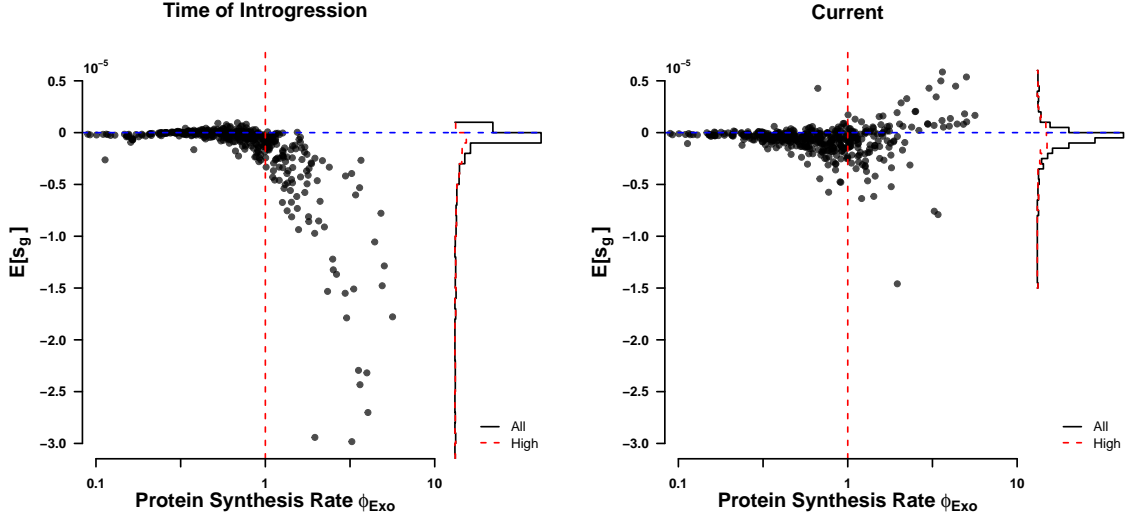 Time of Introgression
10⁻⁵
0.5
0
−0.5
−1.0
−1.5
−2.0
−2.5
−3.0
E[s_g]
0.1
1
10
Protein Synthesis Rate ϕ_Exo
All
High
Current
10⁻⁵
0.5
0
−0.5
−1.0
−1.5
−2.0
−2.5
−3.0
E[s_g]
0.1
1
10
Protein Synthesis Rate ϕ_Exo
All
High